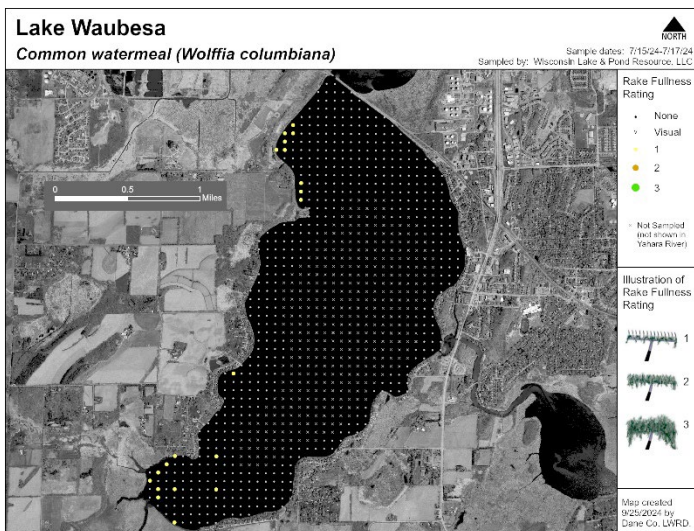 Lake Waubesa
Common watermeal (Wolffia columbiana)
NORTH
Sample dates: 7/15/24-7/17/24
Sampled by: Wisconsin Lake & Pond Resource, LLC
0 0.5 1
Miles
Rake Fullness
Rating
None
Visual
1
2
3
Not Sampled
(not shown in
Yahara River)
Illustration of
Rake Fullness
Rating
1
2
3
Map created
9/25/2024 by
Dane Co. LWRD.